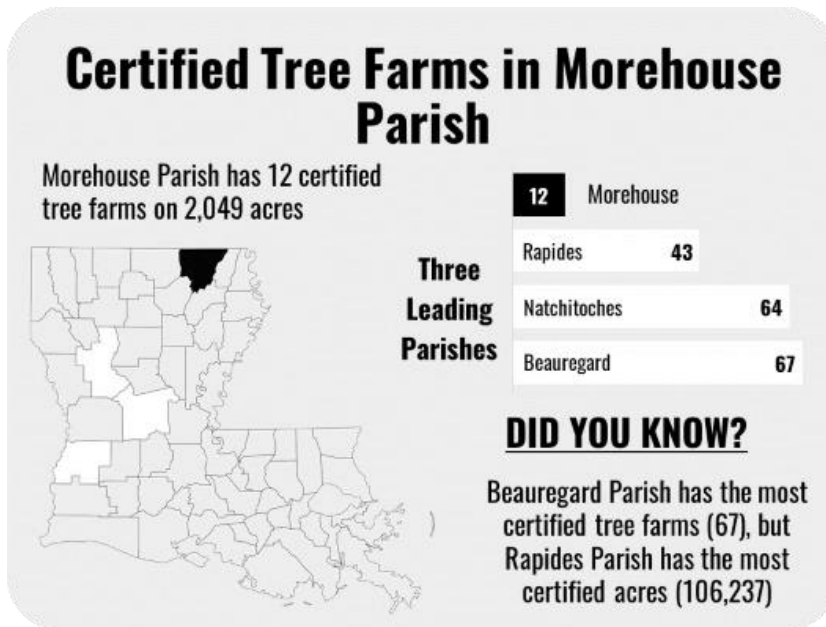 Certified Tree Farms in Morehouse
Parish
Morehouse Parish has 12 certified
tree farms on 2,049 acres
12 Morehouse
Three
Leading
Parishes
Rapides 43
Natchitoches 64
Beauregard 67
DID YOU KNOW?
Beauregard Parish has the most
certified tree farms (67), but
Rapides Parish has the most
certified acres (106,237)